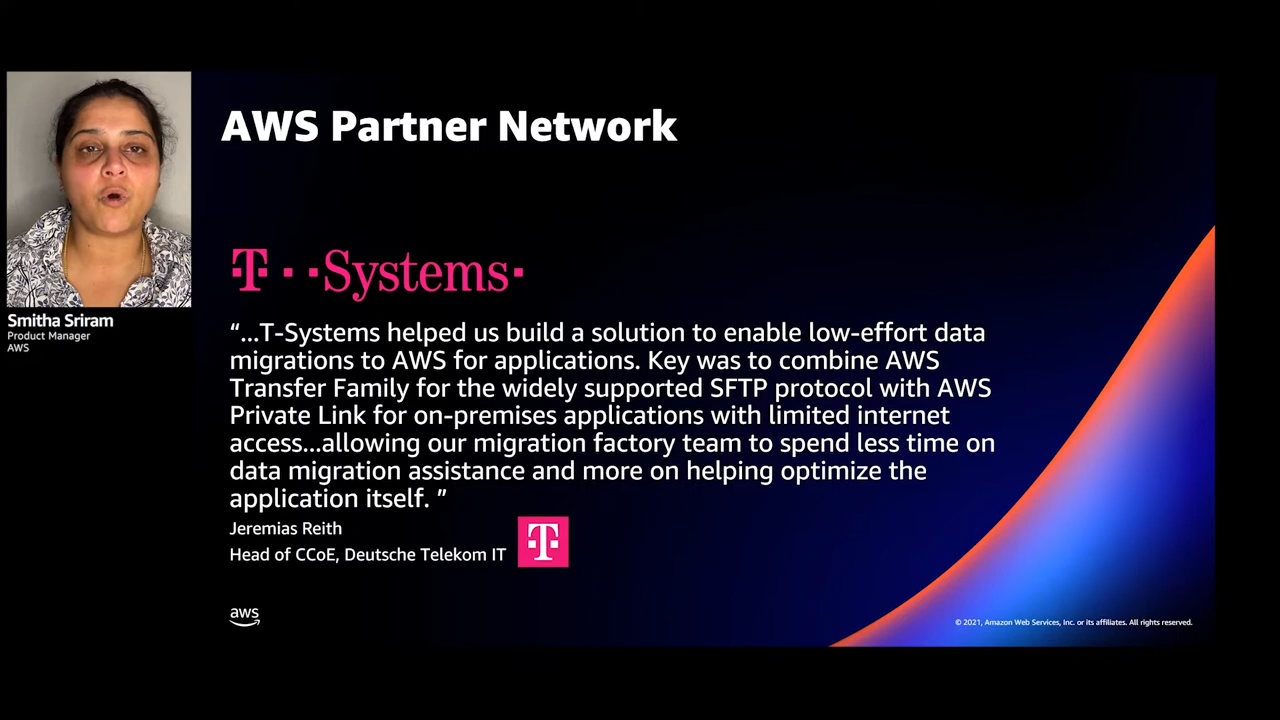 AWS Partner Network
Smitha Sriram
Product Manager
AWS
T Systems
“...T-Systems helped us build a solution to enable low-effort data
migrations to AWS for applications. Key was to combine AWS
Transfer Family for the widely supported SFTP protocol with AWS
Private Link for on-premises applications with limited internet
access...allowing our migration factory team to spend less time on
data migration assistance and more on helping optimize the
application itself. ”
Jeremias Reith
Head of CCoE, Deutsche Telekom IT
T
aws
© 2021, Amazon Web Services, Inc. or its affiliates. All rights reserved.